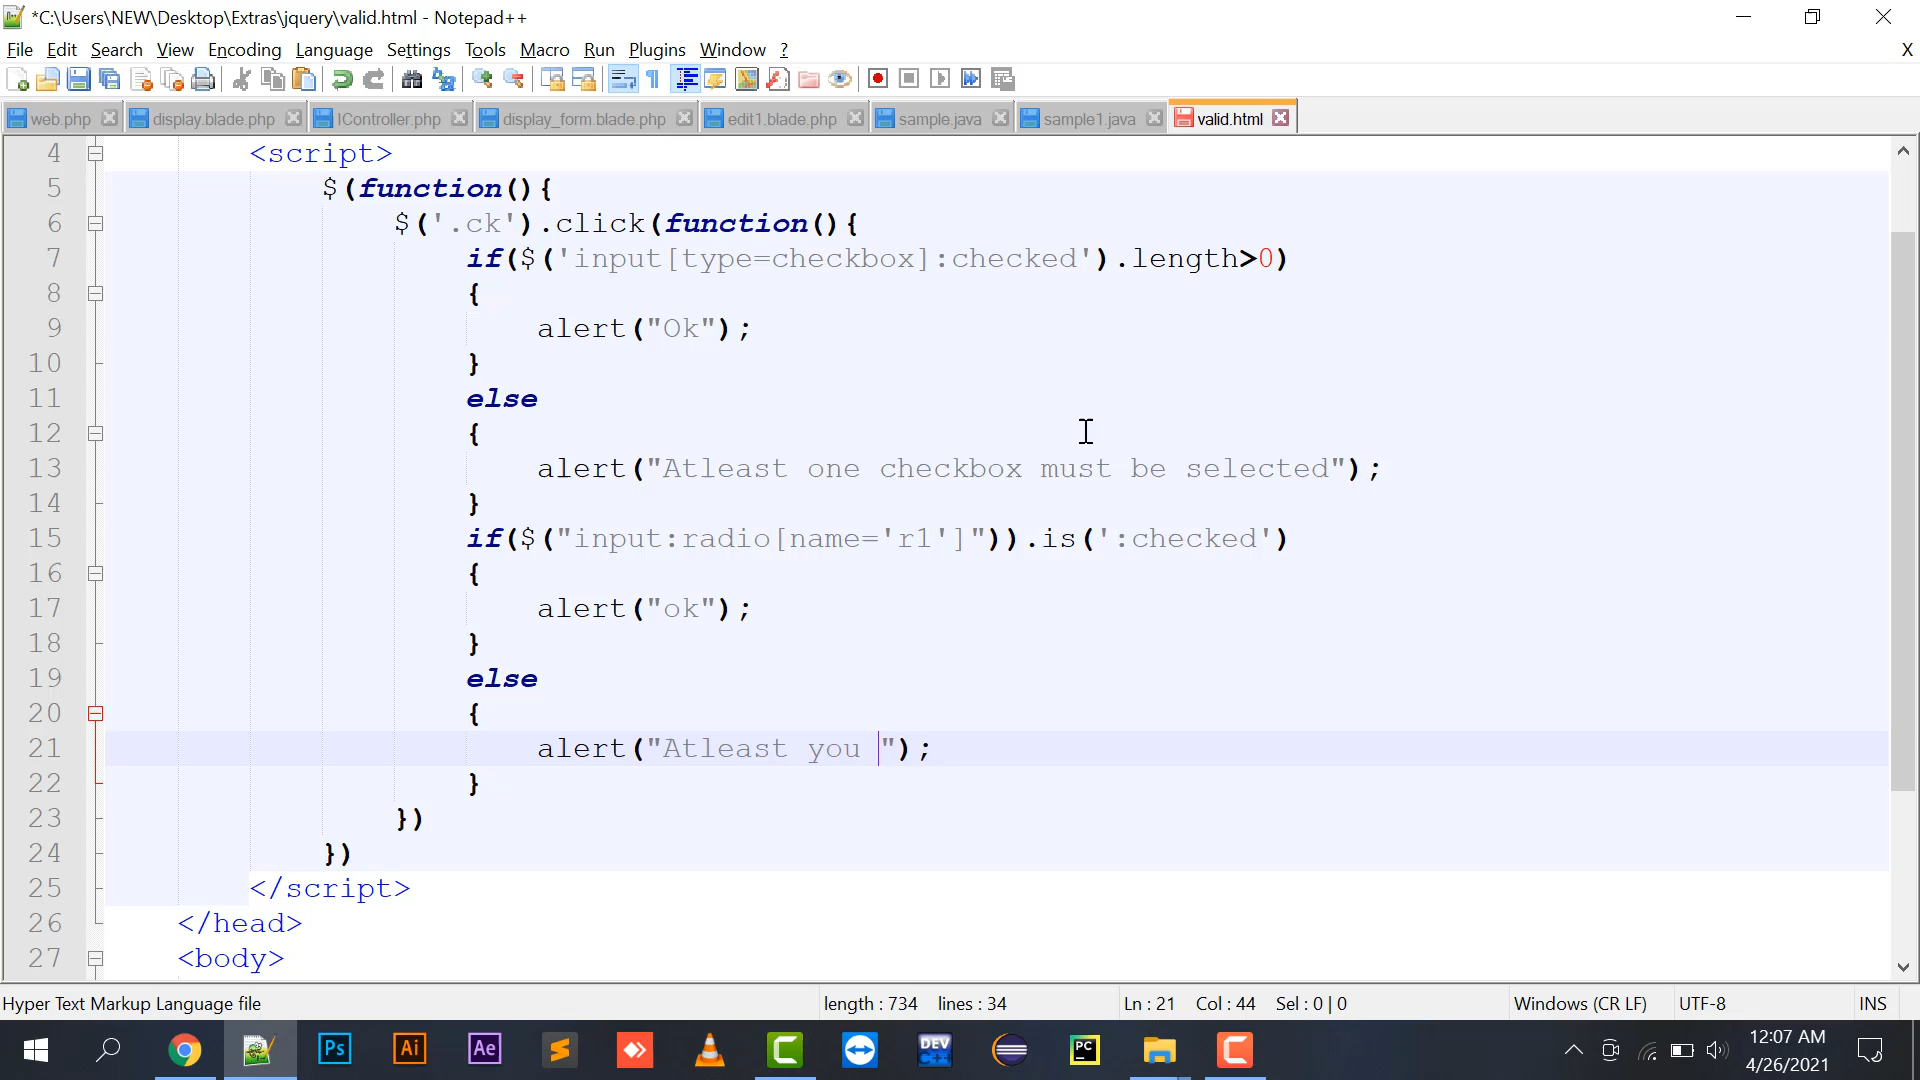 *C:\Users\NEW\Desktop\Extras\jquery\valid.html - Notepad++
File Edit Search View Encoding Language Settings Tools Macro Run Plugins Window ? X
web.php display.blade.php IController.php display_form.blade.php edit1.blade.php sample.java sample1.java valid.html
4 <script>
5 $(function(){
6 $('.ck').click(function(){
7 if($('input[type=checkbox]:checked').length>0)
8 {
9 alert("Ok");
10 }
11 else
12 {
13 alert("Atleast one checkbox must be selected");
14 }
15 if($("input:radio[name='r1']")).is(':checked')
16 {
17 alert("ok");
18 }
19 else
20 {
21 alert("Atleast you ");
22 }
23 })
24 })
25 </script>
26 </head>
27 <body>
Hyper Text Markup Language file length : 734 lines : 34 Ln : 21 Col : 44 Sel : 0 | 0 Windows (CR LF) UTF-8 INS
Ps Ai Ae DEV C++ PC
12:07 AM
4/26/2021